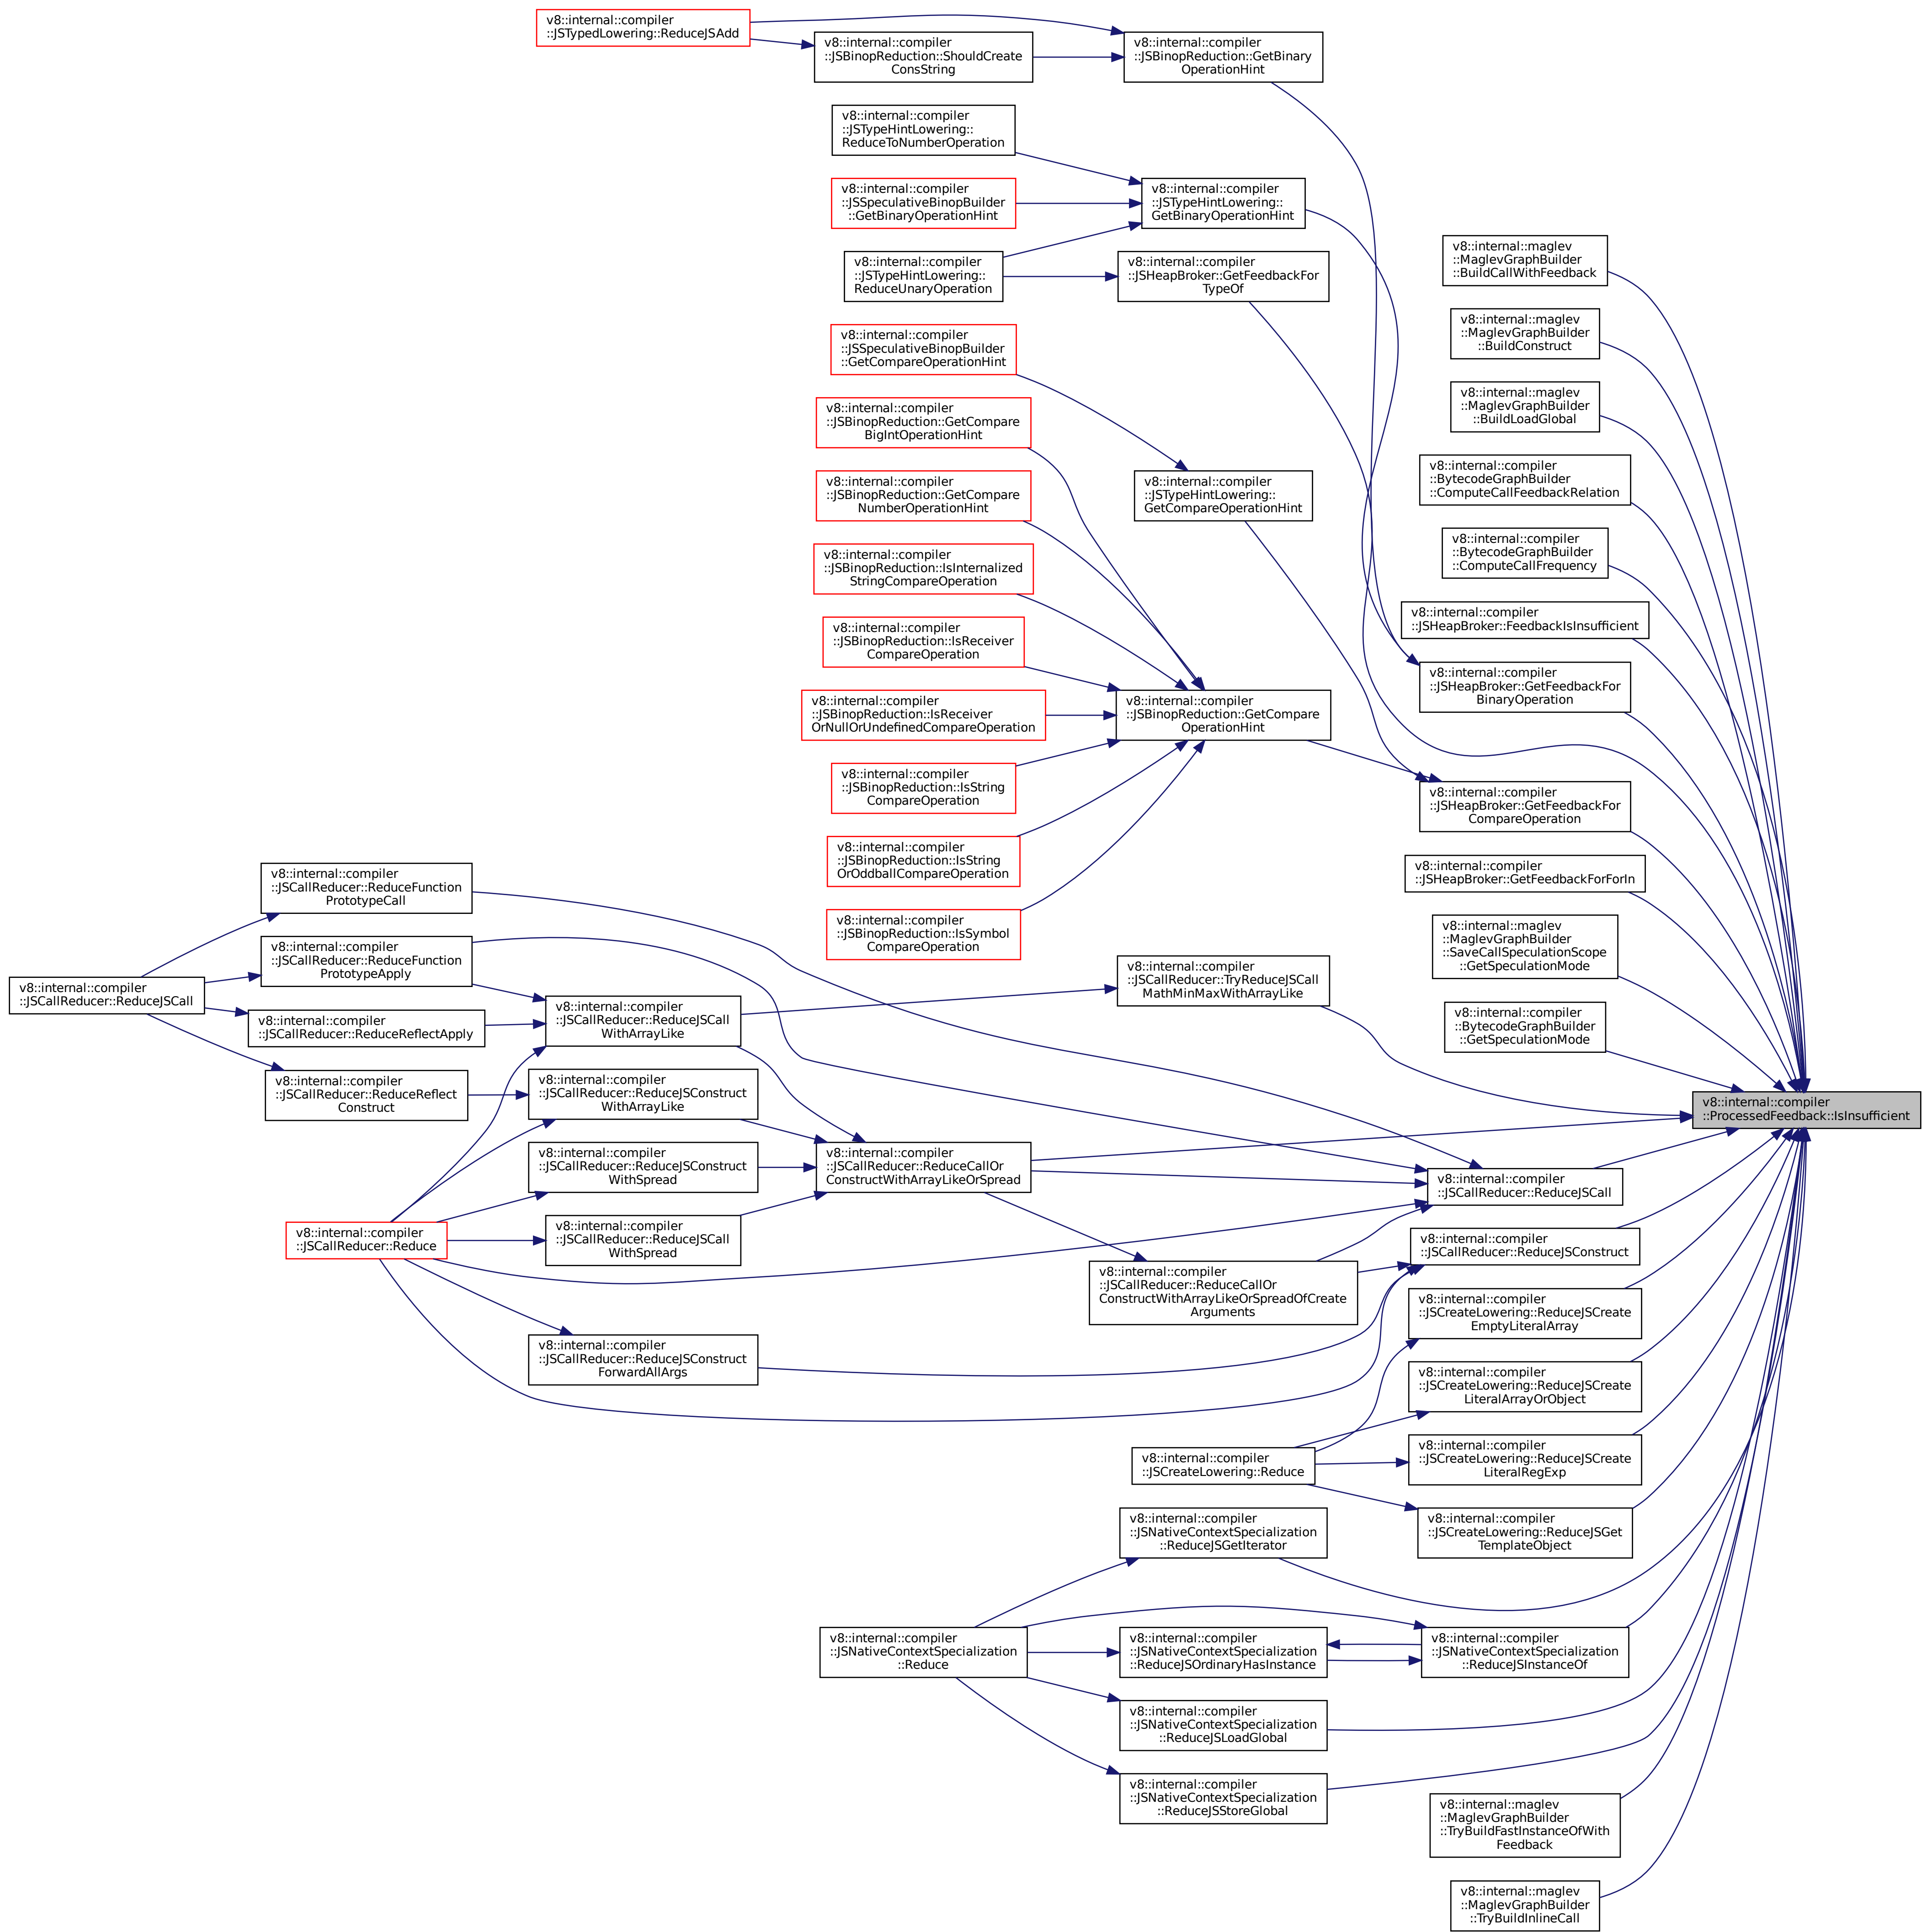 v8::internal::compiler
::JSTypedLowering::ReduceJSAdd
v8::internal::compiler
::JSBinopReduction::ShouldCreate
ConsString
v8::internal::compiler
::JSBinopReduction::GetBinary
OperationHint
v8::internal::compiler
::JSTypeHintLowering::
ReduceToNumberOperation
v8::internal::compiler
::JSSpeculativeBinopBuilder
::GetBinaryOperationHint
v8::internal::compiler
::JSTypeHintLowering::
GetBinaryOperationHint
v8::internal::compiler
::JSTypeHintLowering::
ReduceUnaryOperation
v8::internal::compiler
::JSHeapBroker::GetFeedbackFor
TypeOf
v8::internal::maglev
::MaglevGraphBuilder
::BuildCallWithFeedback
v8::internal::maglev
::MaglevGraphBuilder
::BuildConstruct
v8::internal::compiler
::JSSpeculativeBinopBuilder
::GetCompareOperationHint
v8::internal::maglev
::MaglevGraphBuilder
::BuildLoadGlobal
v8::internal::compiler
::JSBinopReduction::GetCompare
BigIntOperationHint
v8::internal::compiler
::BytecodeGraphBuilder
::ComputeCallFeedbackRelation
v8::internal::compiler
::JSBinopReduction::GetCompare
NumberOperationHint
v8::internal::compiler
::JSTypeHintLowering::
GetCompareOperationHint
v8::internal::compiler
::BytecodeGraphBuilder
::ComputeCallFrequency
v8::internal::compiler
::JSBinopReduction::IsInternalized
StringCompareOperation
v8::internal::compiler
::JSHeapBroker::FeedbackIsInsufficient
v8::internal::compiler
::JSBinopReduction::IsReceiver
CompareOperation
v8::internal::compiler
::JSHeapBroker::GetFeedbackFor
BinaryOperation
v8::internal::compiler
::JSBinopReduction::IsReceiver
OrNullOrUndefinedCompareOperation
v8::internal::compiler
::JSBinopReduction::GetCompare
OperationHint
v8::internal::compiler
::JSBinopReduction::IsString
CompareOperation
v8::internal::compiler
::JSHeapBroker::GetFeedbackFor
CompareOperation
v8::internal::compiler
::JSBinopReduction::IsString
OrOddballCompareOperation
v8::internal::compiler
::JSHeapBroker::GetFeedbackForForIn
v8::internal::compiler
::JSCallReducer::ReduceFunction
PrototypeCall
v8::internal::compiler
::JSBinopReduction::IsSymbol
CompareOperation
v8::internal::maglev
::MaglevGraphBuilder
::SaveCallSpeculationScope
::GetSpeculationMode
v8::internal::compiler
::JSCallReducer::ReduceFunction
PrototypeApply
v8::internal::compiler
::JSCallReducer::TryReduceJSCall
MathMinMaxWithArrayLike
v8::internal::compiler
::JSCallReducer::ReduceJSCall
v8::internal::compiler
::JSCallReducer::ReduceReflectApply
v8::internal::compiler
::JSCallReducer::ReduceJSCall
WithArrayLike
v8::internal::compiler
::BytecodeGraphBuilder
::GetSpeculationMode
v8::internal::compiler
::JSCallReducer::ReduceReflect
Construct
v8::internal::compiler
::JSCallReducer::ReduceJSConstruct
WithArrayLike
v8::internal::compiler
::ProcessedFeedback::IsInsufficient
v8::internal::compiler
::JSCallReducer::ReduceJSConstruct
WithSpread
v8::internal::compiler
::JSCallReducer::ReduceCallOr
ConstructWithArrayLikeOrSpread
v8::internal::compiler
::JSCallReducer::ReduceJSCall
v8::internal::compiler
::JSCallReducer::Reduce
v8::internal::compiler
::JSCallReducer::ReduceJSCall
WithSpread
v8::internal::compiler
::JSCallReducer::ReduceJSConstruct
v8::internal::compiler
::JSCallReducer::ReduceCallOr
ConstructWithArrayLikeOrSpreadOfCreate
Arguments
v8::internal::compiler
::JSCreateLowering::ReduceJSCreate
EmptyLiteralArray
v8::internal::compiler
::JSCallReducer::ReduceJSConstruct
ForwardAllArgs
v8::internal::compiler
::JSCreateLowering::ReduceJSCreate
LiteralArrayOrObject
v8::internal::compiler
::JSCreateLowering::Reduce
v8::internal::compiler
::JSCreateLowering::ReduceJSCreate
LiteralRegExp
v8::internal::compiler
::JSNativeContextSpecialization
::ReduceJSGetIterator
v8::internal::compiler
::JSCreateLowering::ReduceJSGet
TemplateObject
v8::internal::compiler
::JSNativeContextSpecialization
::Reduce
v8::internal::compiler
::JSNativeContextSpecialization
::ReduceJSOrdinaryHasInstance
v8::internal::compiler
::JSNativeContextSpecialization
::ReduceJSInstanceOf
v8::internal::compiler
::JSNativeContextSpecialization
::ReduceJSLoadGlobal
v8::internal::compiler
::JSNativeContextSpecialization
::ReduceJSStoreGlobal
v8::internal::maglev
::MaglevGraphBuilder
::TryBuildFastInstanceOfWith
Feedback
v8::internal::maglev
::MaglevGraphBuilder
::TryBuildInlineCall